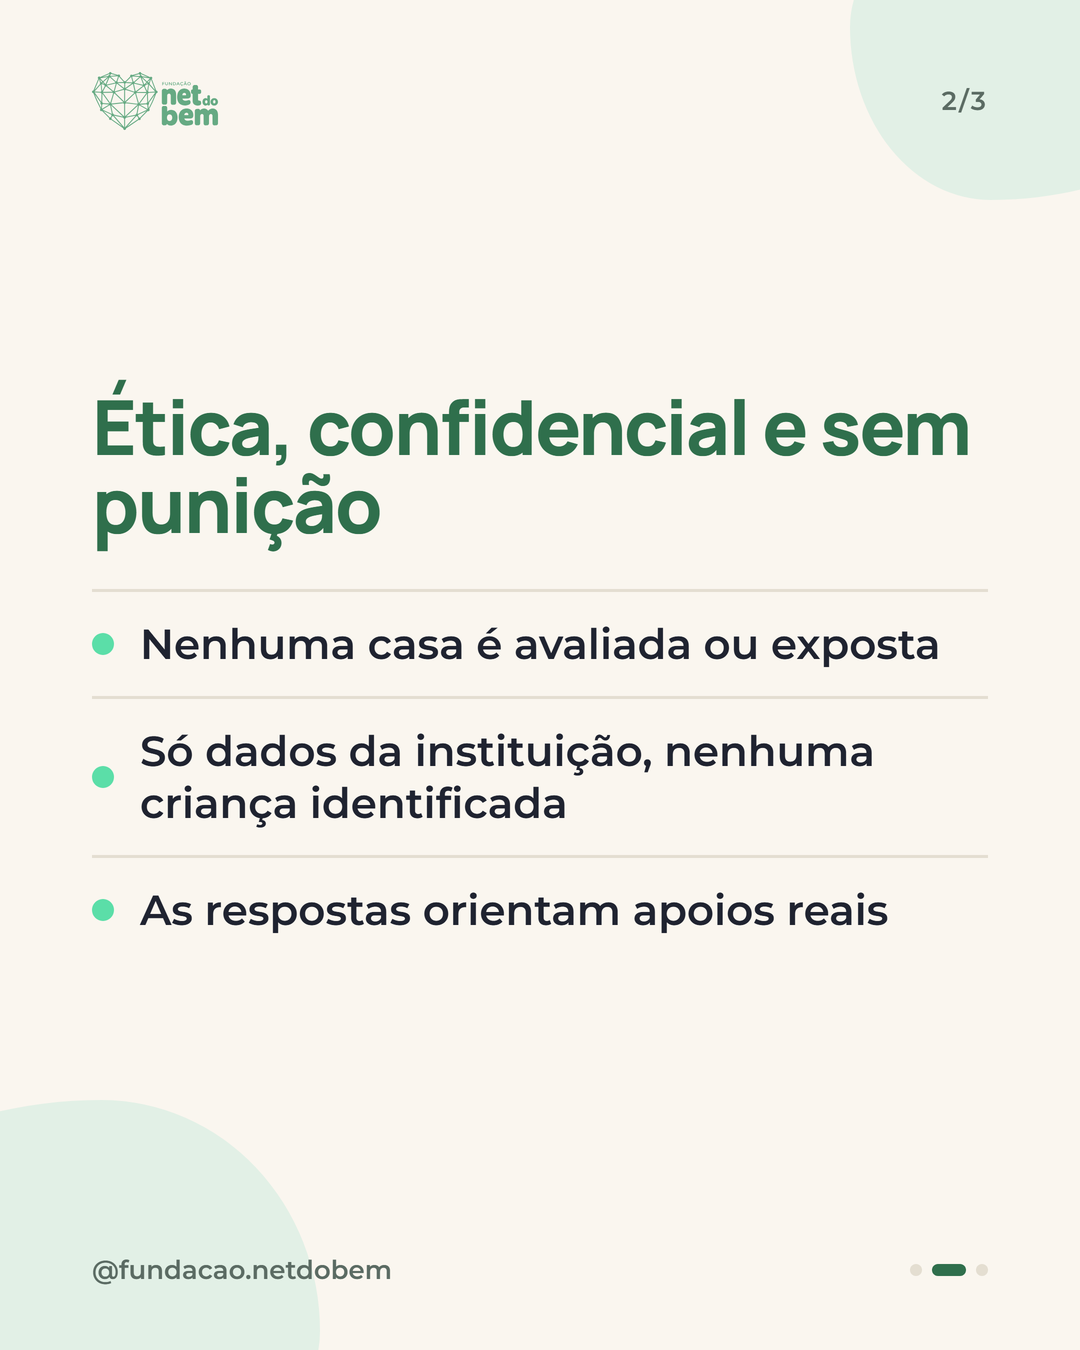 FUNDAÇÃO
net do
bem
2/3
Ética, confidencial e sem
punição
Nenhuma casa é avaliada ou exposta
Só dados da instituição, nenhuma
criança identificada
As respostas orientam apoios reais
@fundacao.netdobem